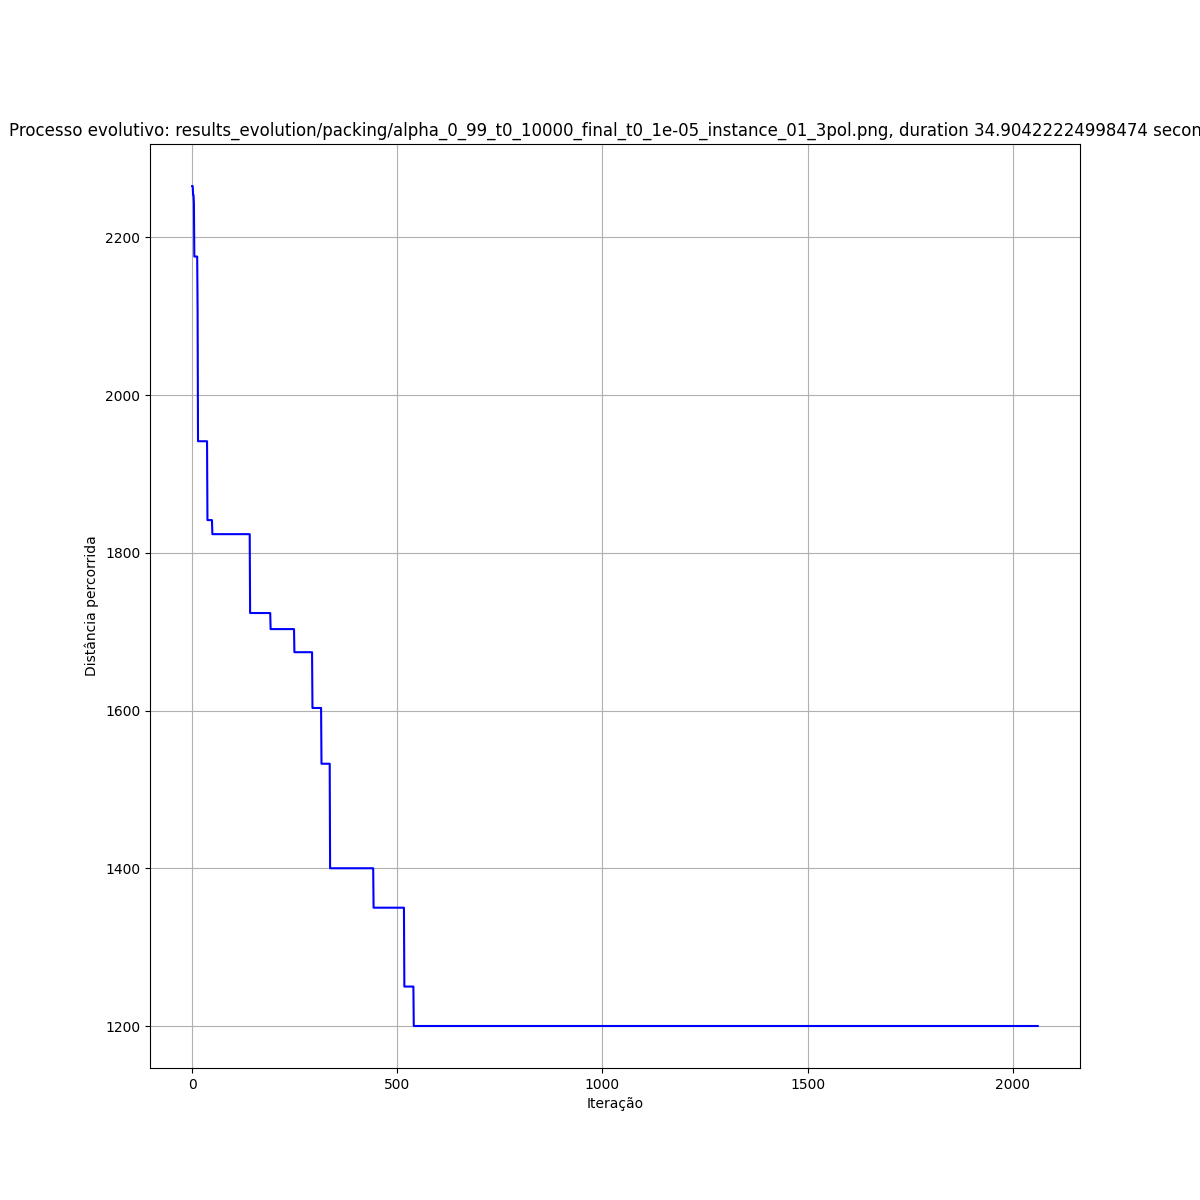 Processo evolutivo: results_evolution/packing/alpha_0_99_t0_10000_final_t0_1e-05_instance_01_3pol.png, duration 34.90422224998474 secon
2200
2000
1800
1600
1400
1200
Distância percorrida
0 500 1000 1500 2000
Iteração